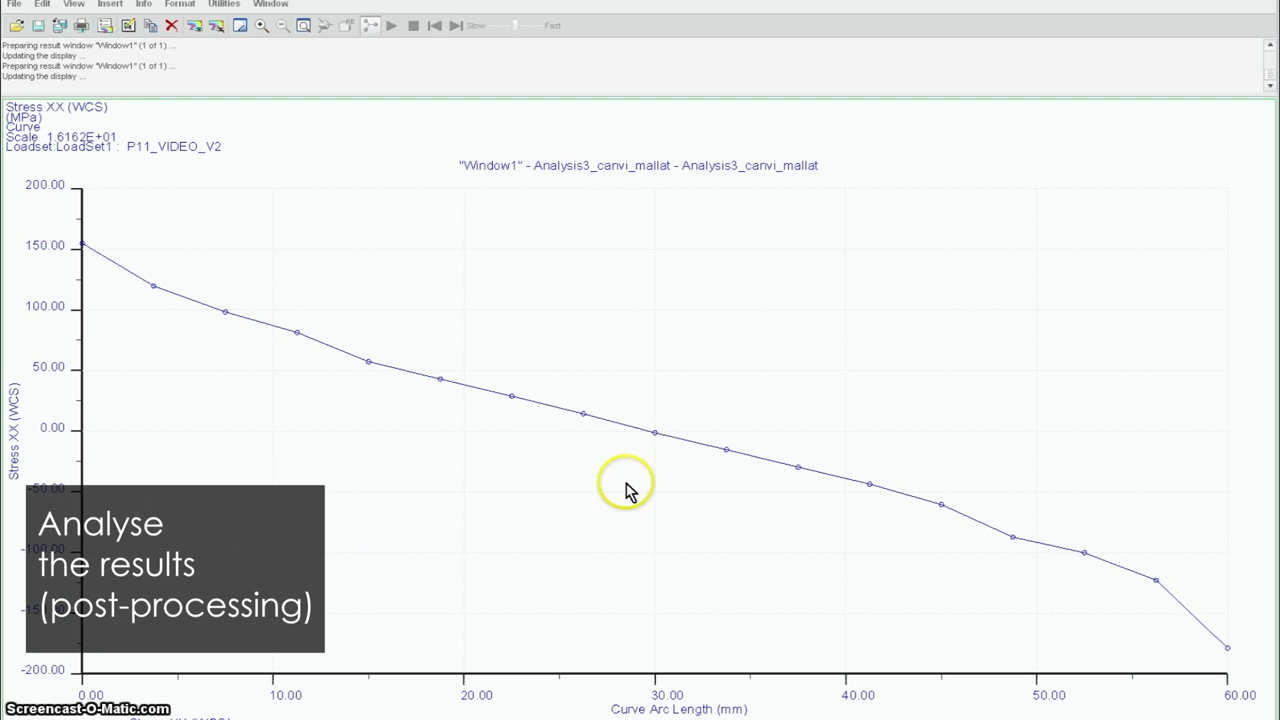 File Edit View Insert Info Format Utilities Window
Slow Fast
Preparing result window "Window1" (1 of 1) ...
Updating the display ...
Preparing result window "Window1" (1 of 1) ...
Updating the display ...
Stress XX (WCS)
(MPa)
Curve
Scale 1.6162E+01
Loadset:LoadSet1 : P11_VIDEO_V2
"Window1" - Analysis3_canvi_mallat - Analysis3_canvi_mallat
200.00
150.00
100.00
50.00
0.00
-50.00
-100.00
-200.00
Stress XX (WCS)
Analyse
the results
(post-processing)
0.00 10.00 20.00 30.00 40.00 50.00 60.00
Curve Arc Length (mm)
Screencast-O-Matic.com